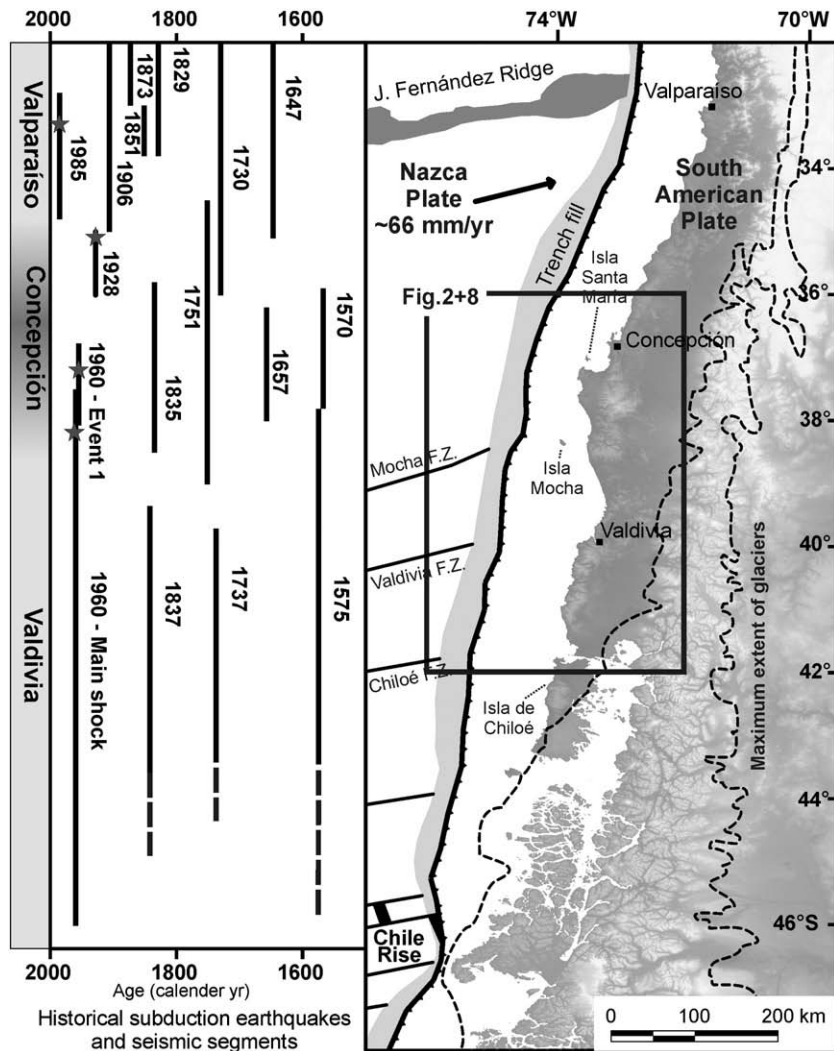 2000 1800 1600
74°W 70°W
Valparaíso
Concepción
Valdivia
1985
1928
1906
1873
1851
1829
1730
1647
1751
1835
1657
1570
1960 - Event 1
1960 - Main shock
1837
1737
1575
2000 1800 1600
Age (calender yr)
Historical subduction earthquakes
and seismic segments
J. Fernández Ridge
Valparaíso
Nazca
Plate
~66 mm/yr
South
American
Plate
Trench fill
34°
Isla
Santa
María
Fig.2+8
36°
Concepción
38°
Mocha F.Z.
Isla
Mocha
Valdivia
40°
Valdivia F.Z.
Chiloé F.Z.
42°
Isla de
Chiloé
Maximum extent of glaciers
44°
46°S
Chile
Rise
0 100 200 km